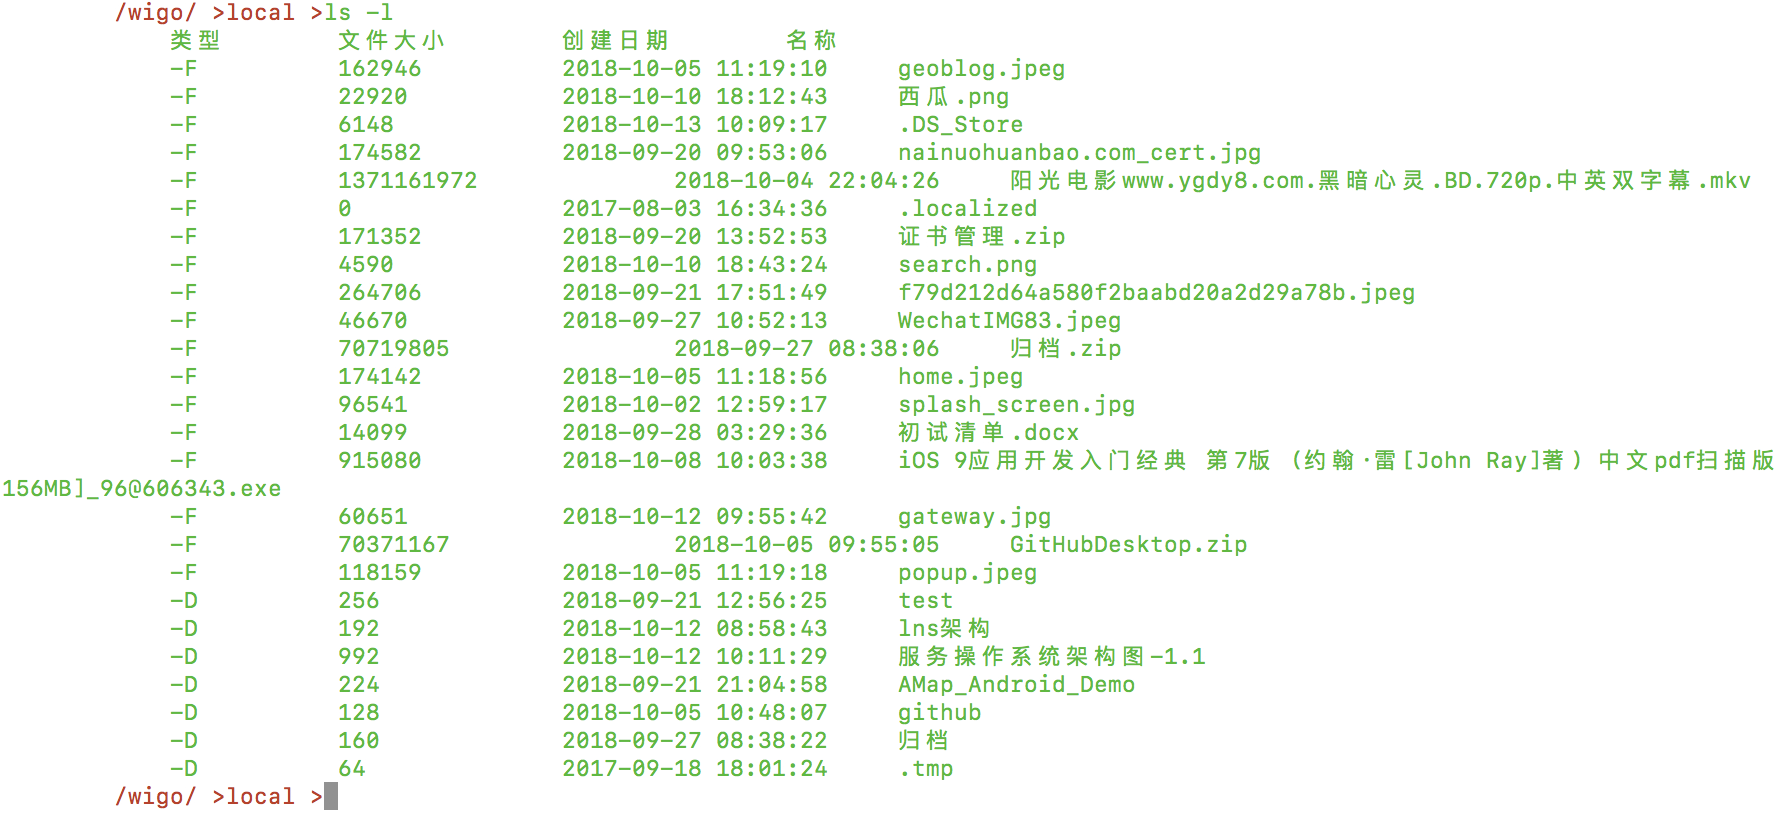 /wigo/ >local >ls -l
类型 文件大小 创建日期 名称
-F 162946 2018-10-05 11:19:10 geoblog.jpeg
-F 22920 2018-10-10 18:12:43 西瓜.png
-F 6148 2018-10-13 10:09:17 .DS_Store
-F 174582 2018-09-20 09:53:06 nainuohuanbao.com_cert.jpg
-F 1371161972 2018-10-04 22:04:26 阳光电影www.ygdy8.com.黑暗心灵.BD.720p.中英双字幕.mkv
-F 0 2017-08-03 16:34:36 .localized
-F 171352 2018-09-20 13:52:53 证书管理.zip
-F 4590 2018-10-10 18:43:24 search.png
-F 264706 2018-09-21 17:51:49 f79d212d64a580f2baabd20a2d29a78b.jpeg
-F 46670 2018-09-27 10:52:13 WechatIMG83.jpeg
-F 70719805 2018-09-27 08:38:06 归档.zip
-F 174142 2018-10-05 11:18:56 home.jpeg
-F 96541 2018-10-02 12:59:17 splash_screen.jpg
-F 14099 2018-09-28 03:29:36 初试清单.docx
-F 915080 2018-10-08 10:03:38 iOS 9应用开发入门经典 第7版 (约翰·雷[John Ray]著) 中文pdf扫描版
156MB]_96@606343.exe
-F 60651 2018-10-12 09:55:42 gateway.jpg
-F 70371167 2018-10-05 09:55:05 GitHubDesktop.zip
-F 118159 2018-10-05 11:19:18 popup.jpeg
-D 256 2018-09-21 12:56:25 test
-D 192 2018-10-12 08:58:43 lns架构
-D 992 2018-10-12 10:11:29 服务操作系统架构图-1.1
-D 224 2018-09-21 21:04:58 AMap_Android_Demo
-D 128 2018-10-05 10:48:07 github
-D 160 2018-09-27 08:38:22 归档
-D 64 2017-09-18 18:01:24 .tmp
/wigo/ >local >